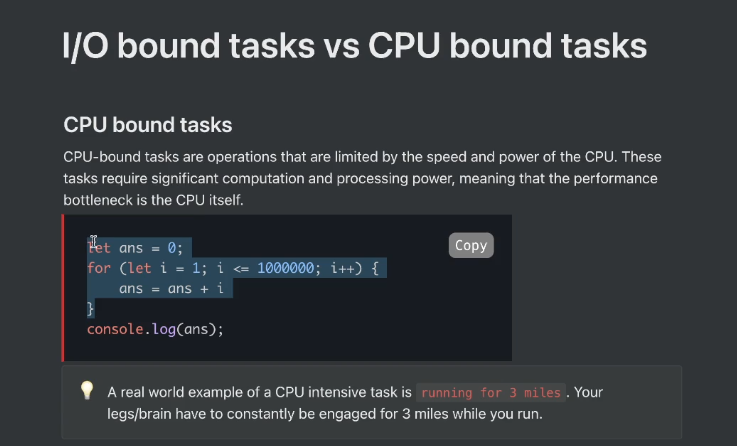 I/O bound tasks vs CPU bound tasks
CPU bound tasks
CPU-bound tasks are operations that are limited by the speed and power of the CPU. These
tasks require significant computation and processing power, meaning that the performance
bottleneck is the CPU itself.
let ans = 0;
Copy
for (let i = 1; i <= 1000000; i++) {
    ans = ans + i
}
console.log(ans);
A real world example of a CPU intensive task is running for 3 miles . Your
legs/brain have to constantly be engaged for 3 miles while you run.